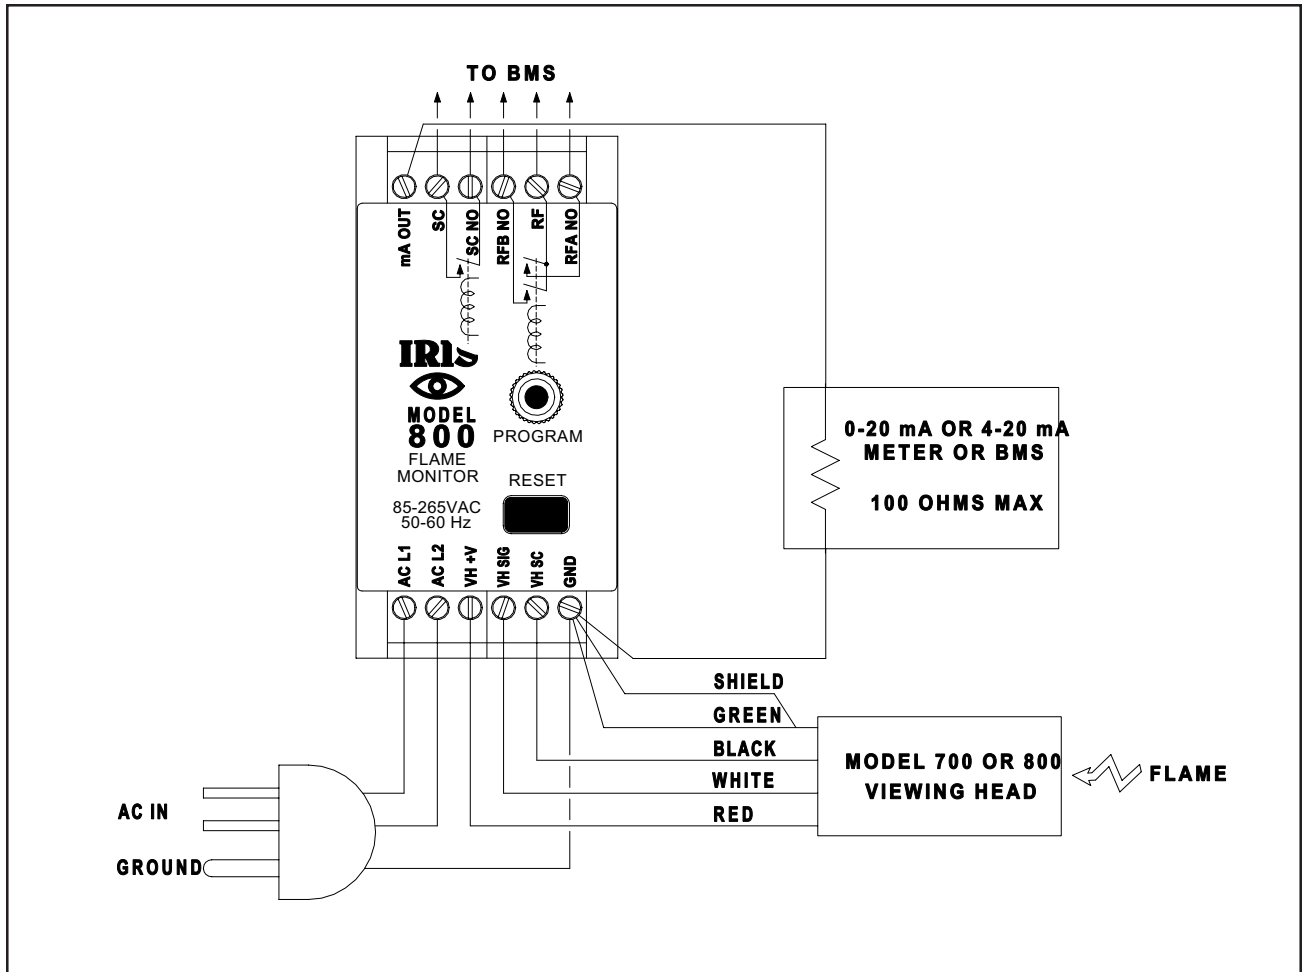 TO BMS
mA OUT
SC
SC NO
RFB NO
RF
RFA NO
IRIS
MODEL
800
FLAME
MONITOR
PROGRAM
RESET
85-265VAC
50-60 Hz
AC L1
AC L2
VH +V
VH SIG
VH SC
GND
0-20 mA OR 4-20 mA
METER OR BMS
100 OHMS MAX
SHIELD
GREEN
BLACK
WHITE
RED
MODEL 700 OR 800
VIEWING HEAD
FLAME
AC IN
GROUND